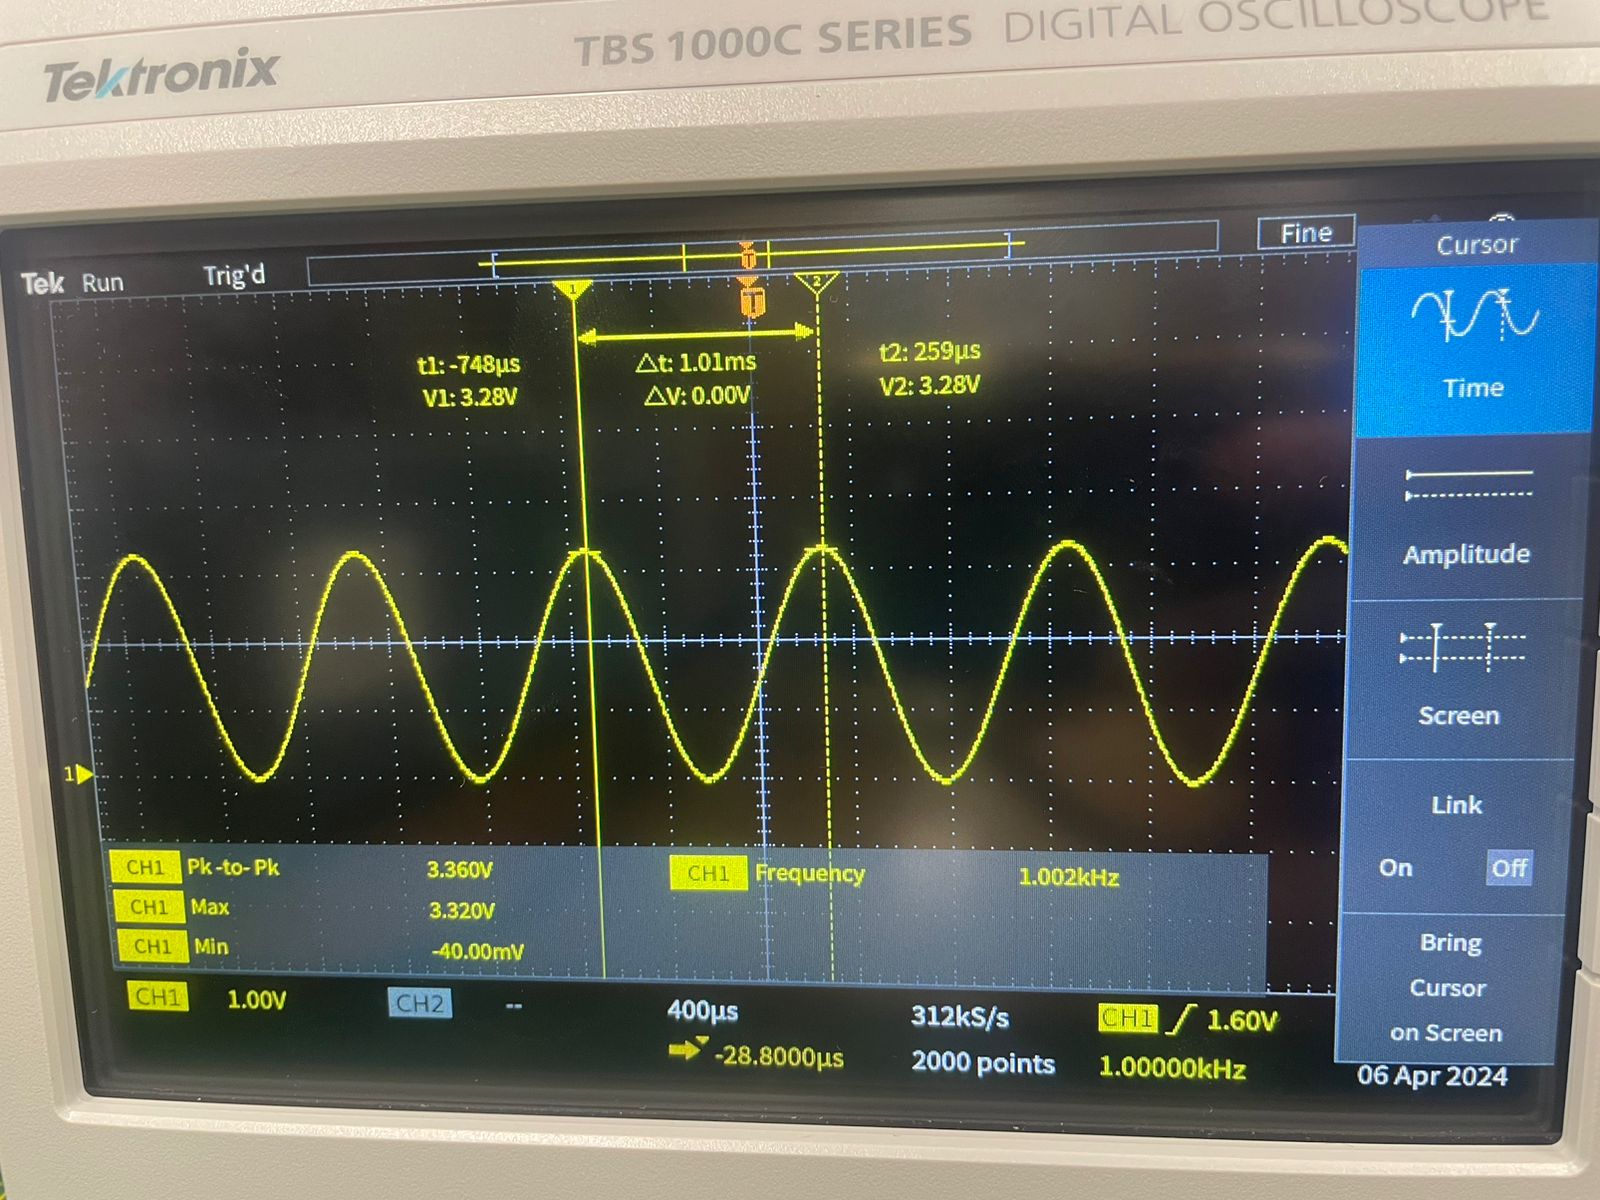 Tektronix
TBS 1000C SERIES DIGITAL OSCILLOSCOPE
Tek Run Trig'd
T
Fine
Cursor
1
T
2
t1: -748µs
V1: 3.28V
△t: 1.01ms
△V: 0.00V
t2: 259µs
V2: 3.28V
Time
Amplitude
Screen
Link
On Off
Bring
Cursor
on Screen
1
CH1 Pk-to-Pk 3.360V
CH1 Max 3.320V
CH1 Min -40.00mV
CH1 Frequency 1.002kHz
CH1 1.00V
CH2 --
400µs
-28.8000µs
312kS/s
2000 points
CH1 1.60V
1.00000kHz
06 Apr 2024